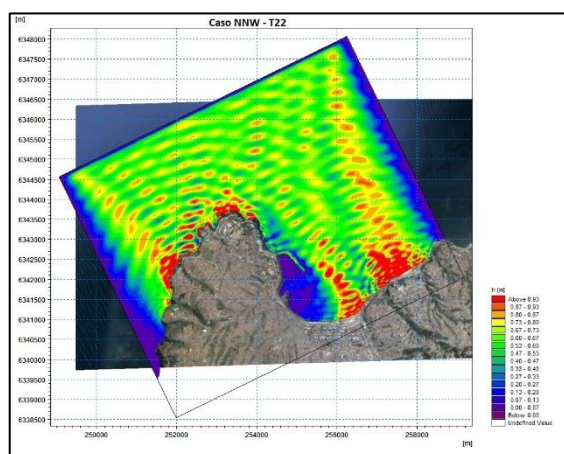 Caso NNW - T22
[m]
6348000
6347500
6347000
6346500
6346000
6345500
6345000
6344500
6344000
6343500
6343000
6342500
6342000
6341500
6341000
6340500
6340000
6339500
6339000
6338500
250000
252000
254000
256000
258000
[m]
H [m]
Above 0.93
0.87 - 0.93
0.80 - 0.87
0.73 - 0.80
0.67 - 0.73
0.60 - 0.67
0.53 - 0.60
0.47 - 0.53
0.40 - 0.47
0.33 - 0.40
0.27 - 0.33
0.20 - 0.27
0.13 - 0.20
0.07 - 0.13
0.00 - 0.07
Below 0.00
Undefined Value